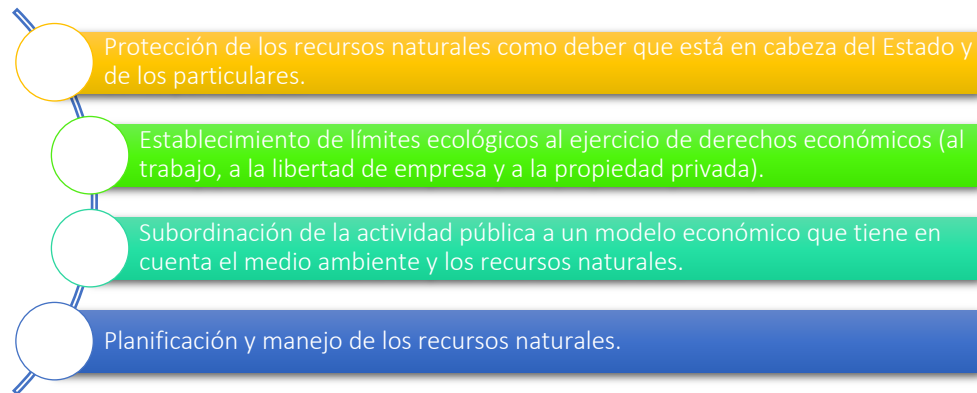 Protección de los recursos naturales como deber que está en cabeza del Estado y
de los particulares.
Establecimiento de límites ecológicos al ejercicio de derechos económicos (al
trabajo, a la libertad de empresa y a la propiedad privada).
Subordinación de la actividad pública a un modelo económico que tiene en
cuenta el medio ambiente y los recursos naturales.
Planificación y manejo de los recursos naturales.